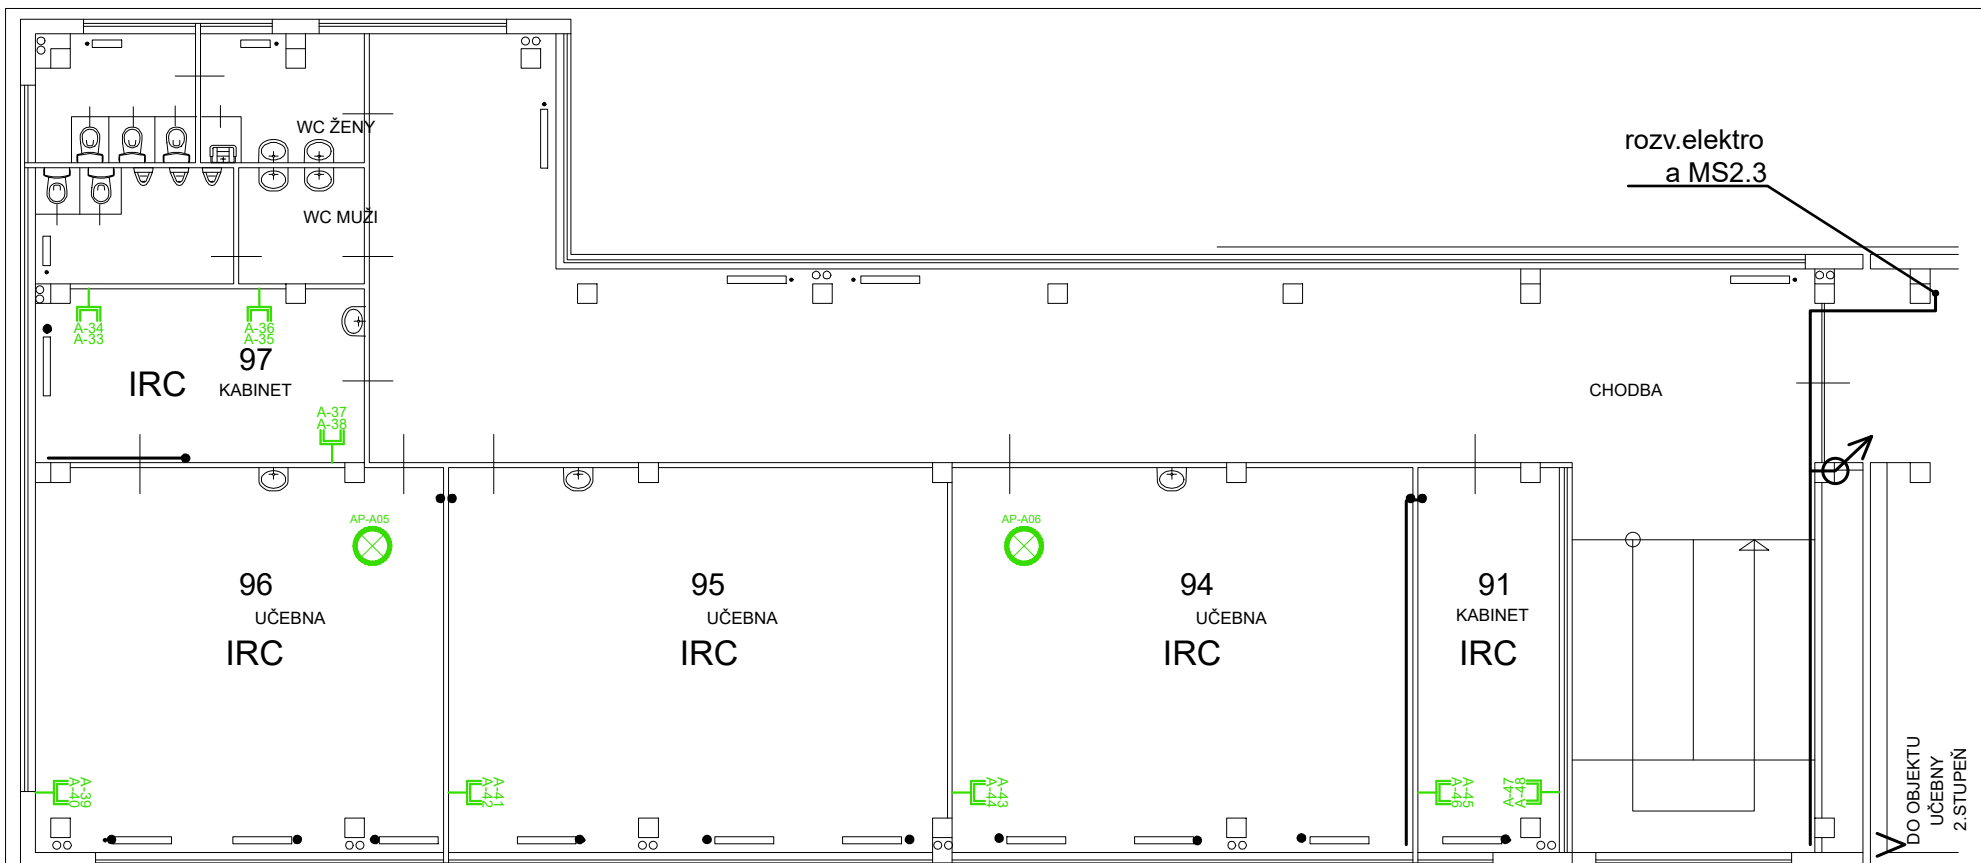 WC ŽENY
rozv.elektro
a MS2.3
WC MUŽI
A-34
A-33
A-36
A-35
97
IRC
KABINET
A-37
A-38
CHODBA
AP-A05
AP-A06
96
UČEBNA
IRC
95
UČEBNA
IRC
94
UČEBNA
IRC
91
KABINET
IRC
A-39
A-40
A-41
A-42
A-43
A-44
A-45
A-46
A-47
A-48
DO OBJEKTU
UČEBNY
2.STUPEŇ